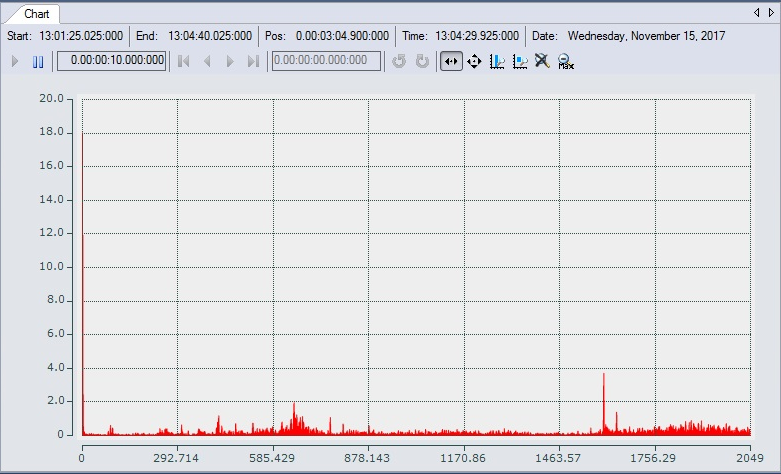 Chart
Start: 13:01:25.025:000 End: 13:04:40.025:000 Pos: 0.00:03:04.900:000 Time: 13:04:29.925:000 Date: Wednesday, November 15, 2017
0.00:00:10.000:000 0.00:00:00.000:000 Max
20.0
18.0
16.0
14.0
12.0
10.0
8.0
6.0
4.0
2.0
0
0 292.714 585.429 878.143 1170.86 1463.57 1756.29 2049